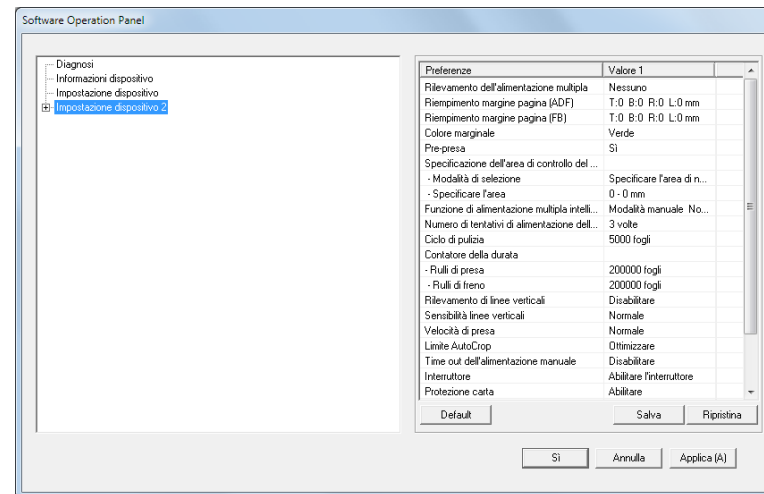 Software Operation Panel
Diagnosi
Informazioni dispositivo
Impostazione dispositivo
Impostazione dispositivo 2
Preferenze Valore 1
Rilevamento dell'alimentazione multipla Nessuno
Riempimento margine pagina (ADF) T:0 B:0 R:0 L:0 mm
Riempimento margine pagina (FB) T:0 B:0 R:0 L:0 mm
Colore marginale Verde
Pre-presa Sì
Specificazione dell'area di controllo del ...
- Modalità di selezione Specificare l'area di n...
- Specificare l'area 0 - 0 mm
Funzione di alimentazione multipla intelli... Modalità manuale No...
Numero di tentativi di alimentazione dell... 3 volte
Ciclo di pulizia 5000 fogli
Contatore della durata
- Rulli di presa 200000 fogli
- Rulli di freno 200000 fogli
Rilevamento di linee verticali Disabilitare
Sensibilità linee verticali Normale
Velocità di presa Normale
Limite AutoCrop Ottimizzare
Time out dell'alimentazione manuale Disabilitare
Interruttore Abilitare l'interruttore
Protezione carta Abilitare
Default Salva Ripristina
Sì Annulla Applica (A)